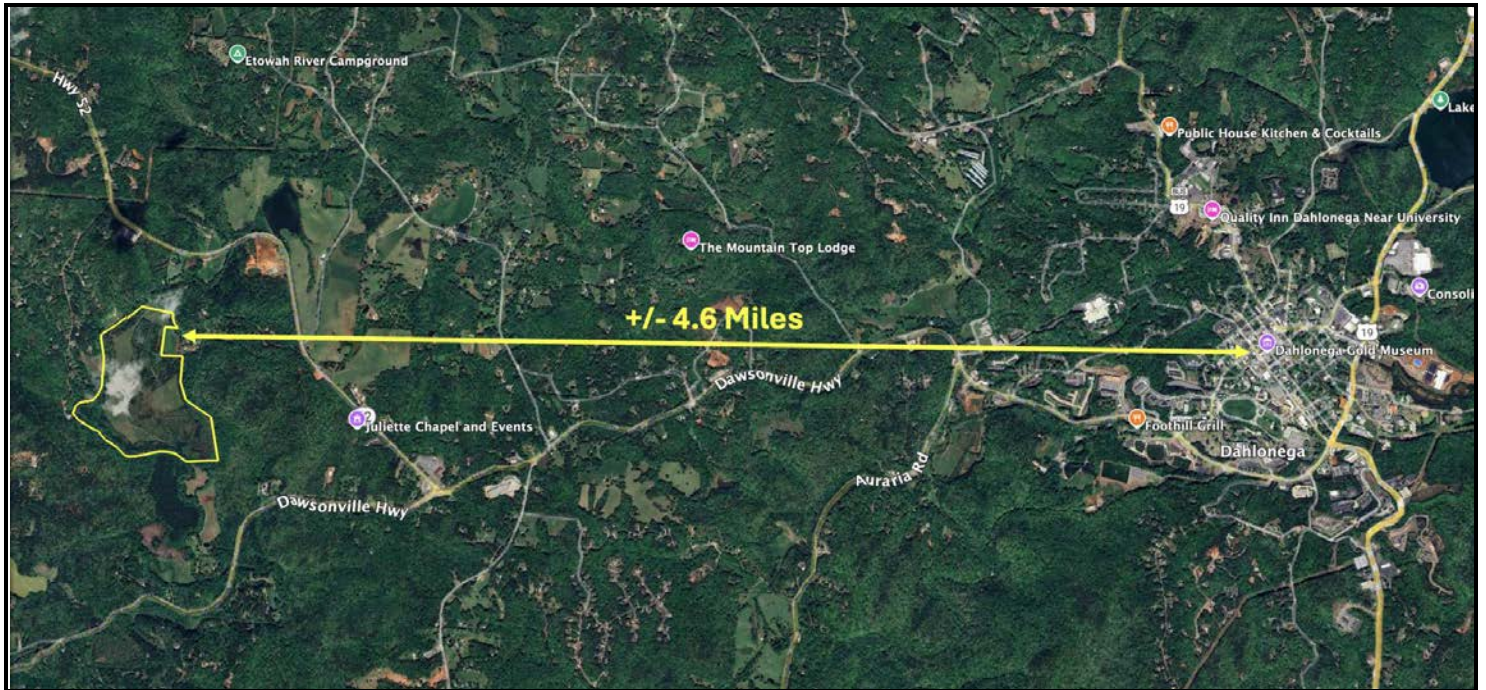 Etowah River Campground
Hwy 52
Lake
Public House Kitchen & Cocktails
BUS
19
Quality Inn Dahlonega Near University
The Mountain Top Lodge
Consoli
+/- 4.6 Miles
19
Dahlonega Gold Museum
Dawsonville Hwy
Juliette Chapel and Events
Foothill Grill
Dahlonega
Auraria Rd
Dawsonville Hwy